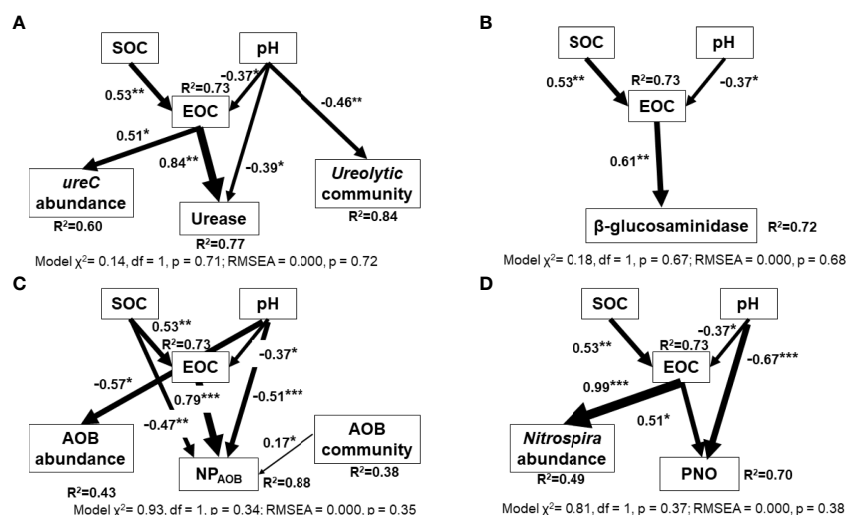 A
SOC
pH
R²=0.73
-0.37*
0.53**
EOC
-0.46**
0.51*
0.84**
-0.39*
ureC
abundance
Ureolytic
community
Urease
R²=0.60
R²=0.84
R²=0.77
Model χ²= 0.14, df = 1, p = 0.71; RMSEA = 0.000, p = 0.72
B
SOC
pH
R²=0.73
0.53**
-0.37*
EOC
0.61**
β-glucosaminidase
R²=0.72
Model χ²= 0.18, df = 1, p = 0.67; RMSEA = 0.000, p = 0.68
C
SOC
pH
0.53**
R²=0.73
-0.37*
EOC
-0.57*
0.79***
-0.51***
-0.47**
0.17*
AOB
abundance
AOB
community
NPAOB
R²=0.38
R²=0.43
R²=0.88
Model χ²= 0.93, df = 1, p = 0.34; RMSEA = 0.000, p = 0.35
D
SOC
pH
R²=0.73
-0.37*
0.53**
-0.67***
EOC
0.99***
0.51*
Nitrospira
abundance
PNO
R²=0.70
R²=0.49
Model χ²= 0.81, df = 1, p = 0.37; RMSEA = 0.000, p = 0.38